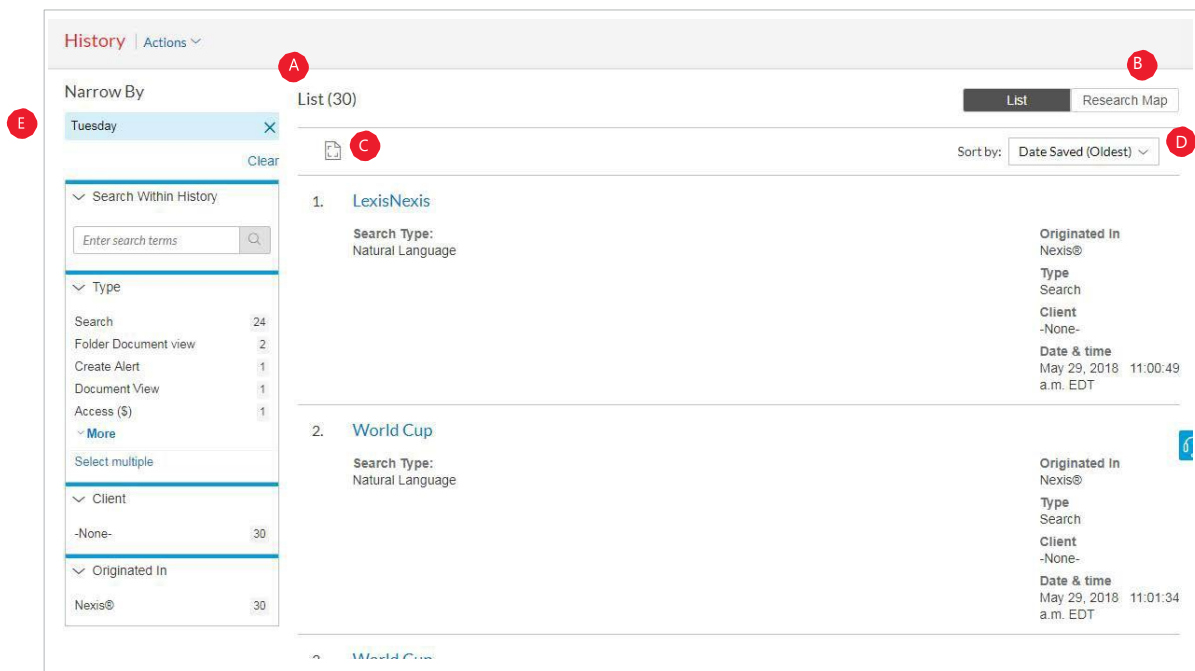 History | Actions
A
B
Narrow By
List (30)
List
Research Map
E
Tuesday
C
D
Clear
Sort by:
Date Saved (Oldest)
Search Within History
Enter search terms
Type
Search 24
Folder Document view 2
Create Alert 1
Document View 1
Access ($) 1
More
Select multiple
Client
-None- 30
Originated In
Nexis® 30
1. LexisNexis
Search Type:
Natural Language
Originated In
Nexis®
Type
Search
Client
-None-
Date & time
May 29, 2018 11:00:49
a.m. EDT
2. World Cup
Search Type:
Natural Language
Originated In
Nexis®
Type
Search
Client
-None-
Date & time
May 29, 2018 11:01:34
a.m. EDT
World Cup